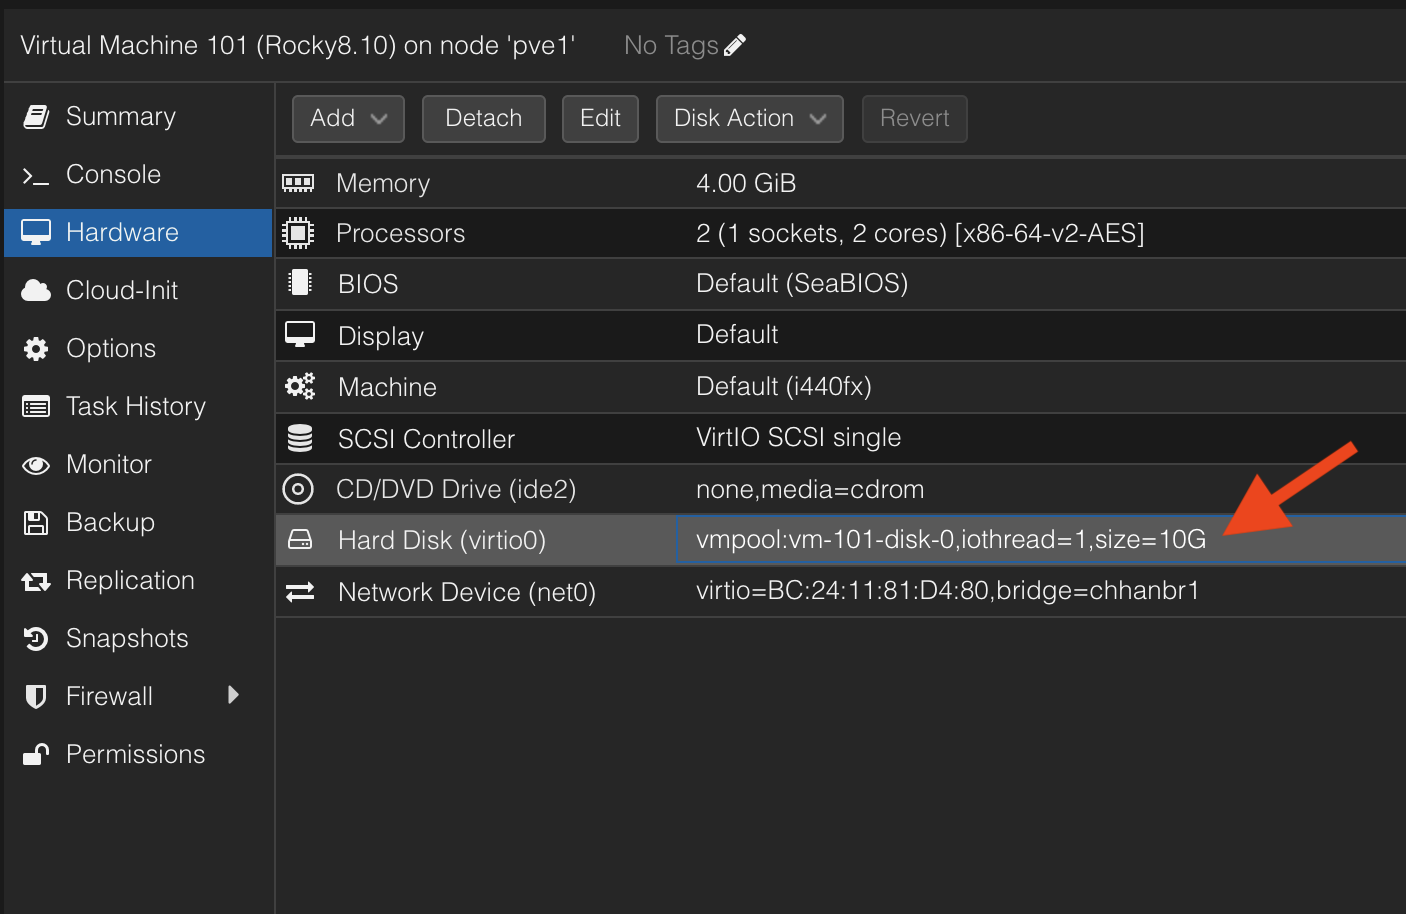 Virtual Machine 101 (Rocky8.10) on node 'pve1' No Tags
Summary
Console
Hardware
Cloud-Init
Options
Task History
Monitor
Backup
Replication
Snapshots
Firewall
Permissions
Add Detach Edit Disk Action Revert
Memory 4.00 GiB
Processors 2 (1 sockets, 2 cores) [x86-64-v2-AES]
BIOS Default (SeaBIOS)
Display Default
Machine Default (i440fx)
SCSI Controller VirtIO SCSI single
CD/DVD Drive (ide2) none,media=cdrom
Hard Disk (virtio0) vmpool:vm-101-disk-0,iothread=1,size=10G
Network Device (net0) virtio=BC:24:11:81:D4:80,bridge=chhanbr1